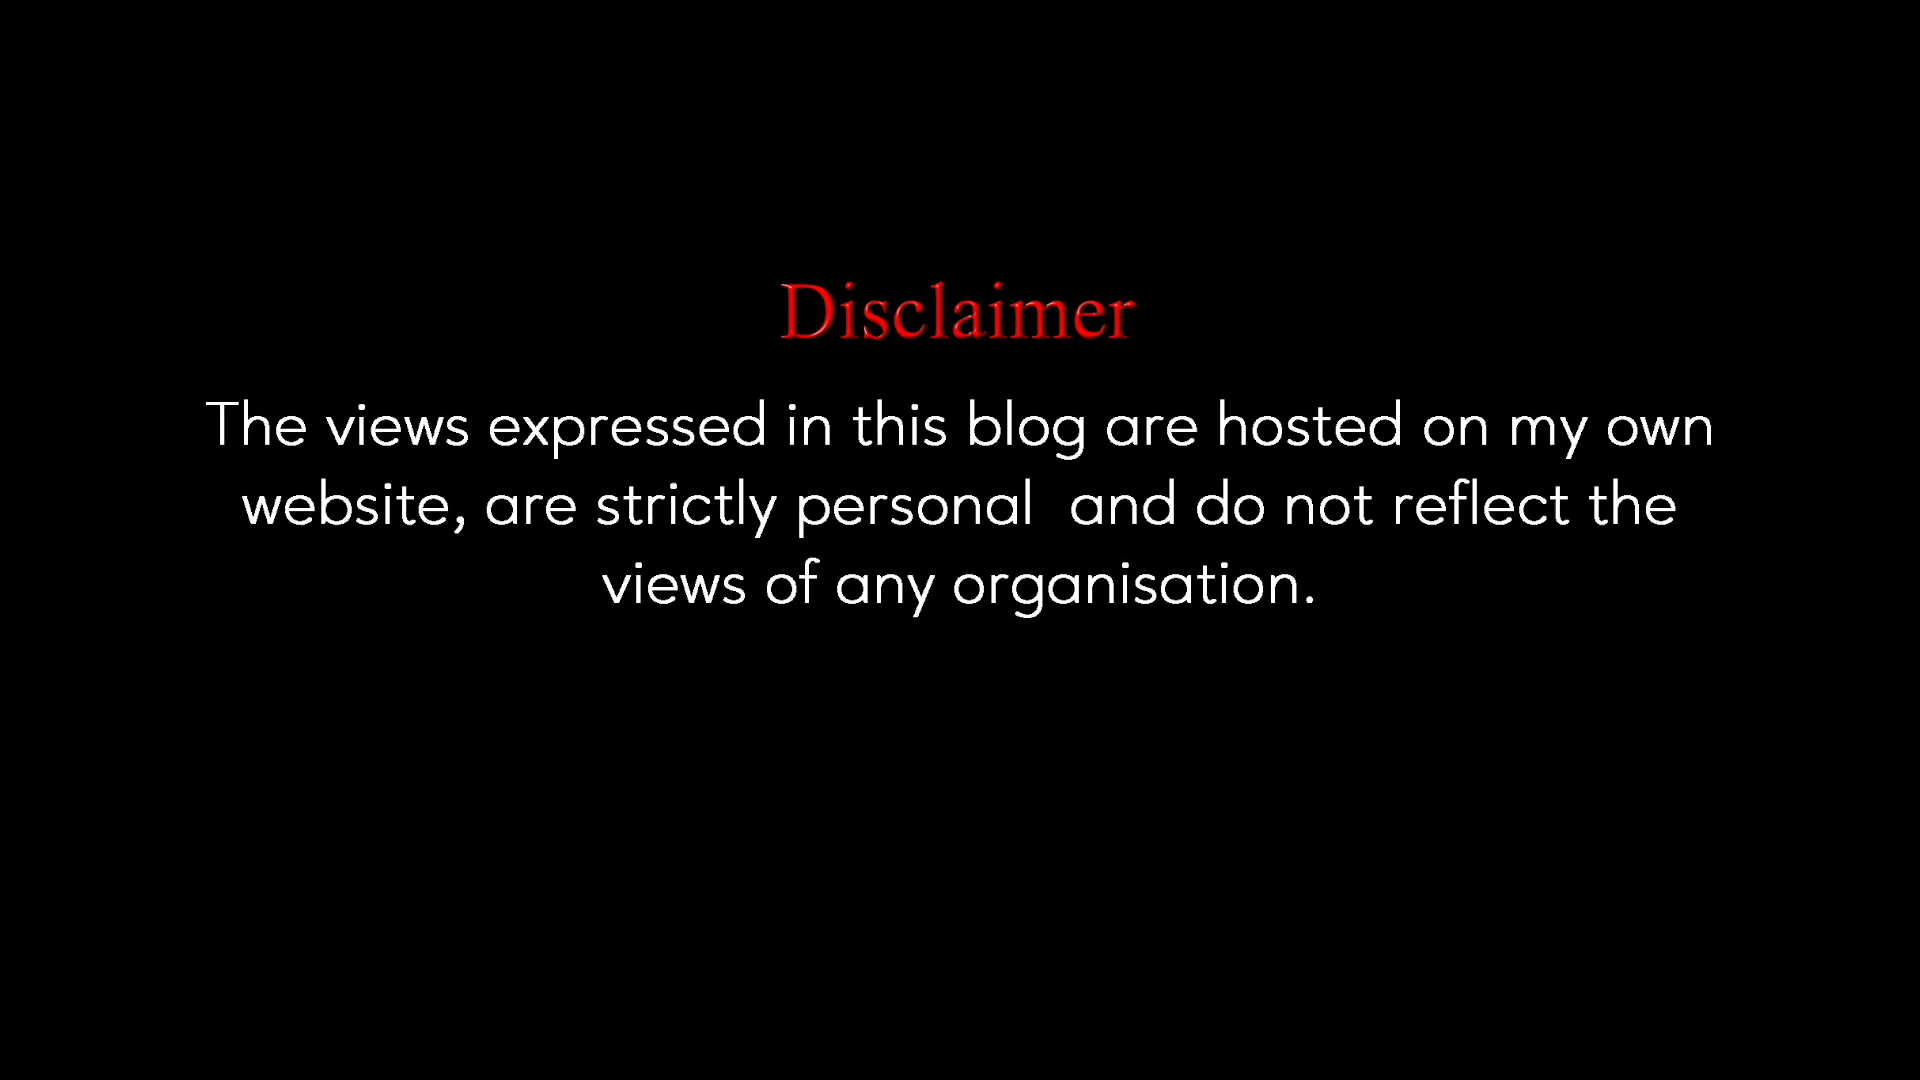 Disclaimer
The views expressed in this blog are hosted on my own
website, are strictly personal  and do not reflect the
views of any organisation.